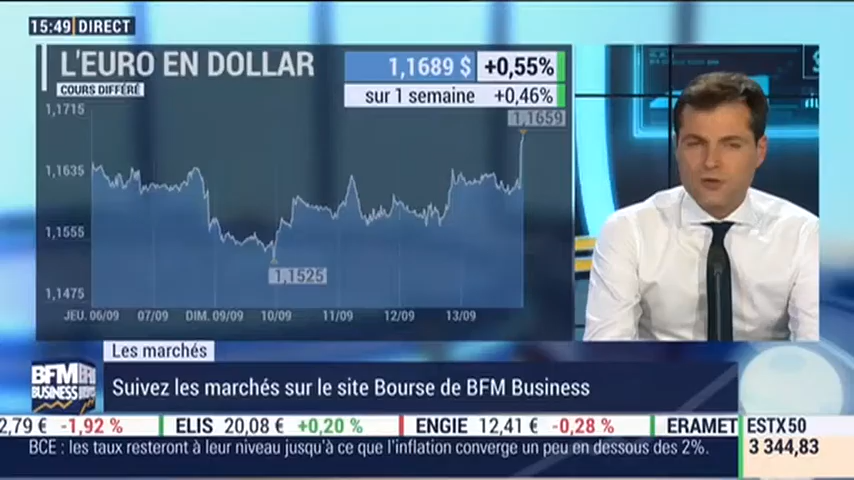 15:49 DIRECT
L'EURO EN DOLLAR
COURS DIFFÉRÉ
1,1689 $ +0,55%
sur 1 semaine +0,46%
1,1659
1,1715
1,1635
1,1555
1,1475
1,1525
JEU. 06/09 07/09 DIM. 09/09 10/09 11/09 12/09 13/09
Les marchés
BFM
BUSINESS
Suivez les marchés sur le site Bourse de BFM Business
2,79 € -1,92 % ELIS 20,08 € +0,20 % ENGIE 12,41 € -0,28 % ERAMET
ESTX50
3 344,83
BCE : les taux resteront à leur niveau jusqu'à ce que l'inflation converge un peu en dessous des 2%.